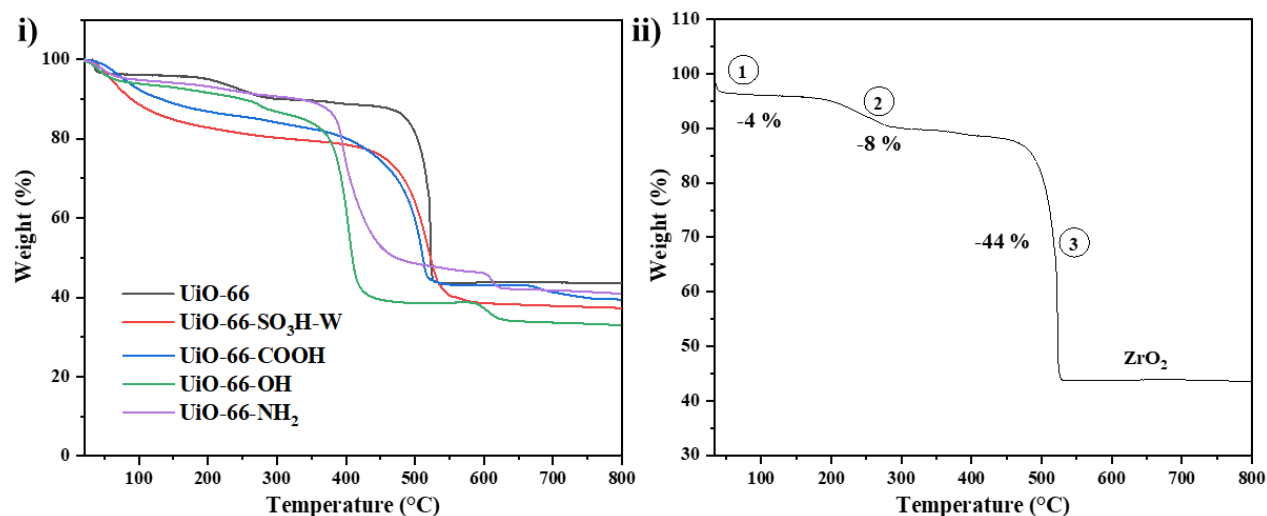 i)
100
80
60
40
20
0
Weight (%)
UiO-66
UiO-66-SO₃H-W
UiO-66-COOH
UiO-66-OH
UiO-66-NH₂
100 200 300 400 500 600 700 800
Temperature (°C)
ii)
110
100
90
80
70
60
50
40
30
Weight (%)
1
-4 %
2
-8 %
-44 %
3
ZrO₂
100 200 300 400 500 600 700 800
Temperature (°C)